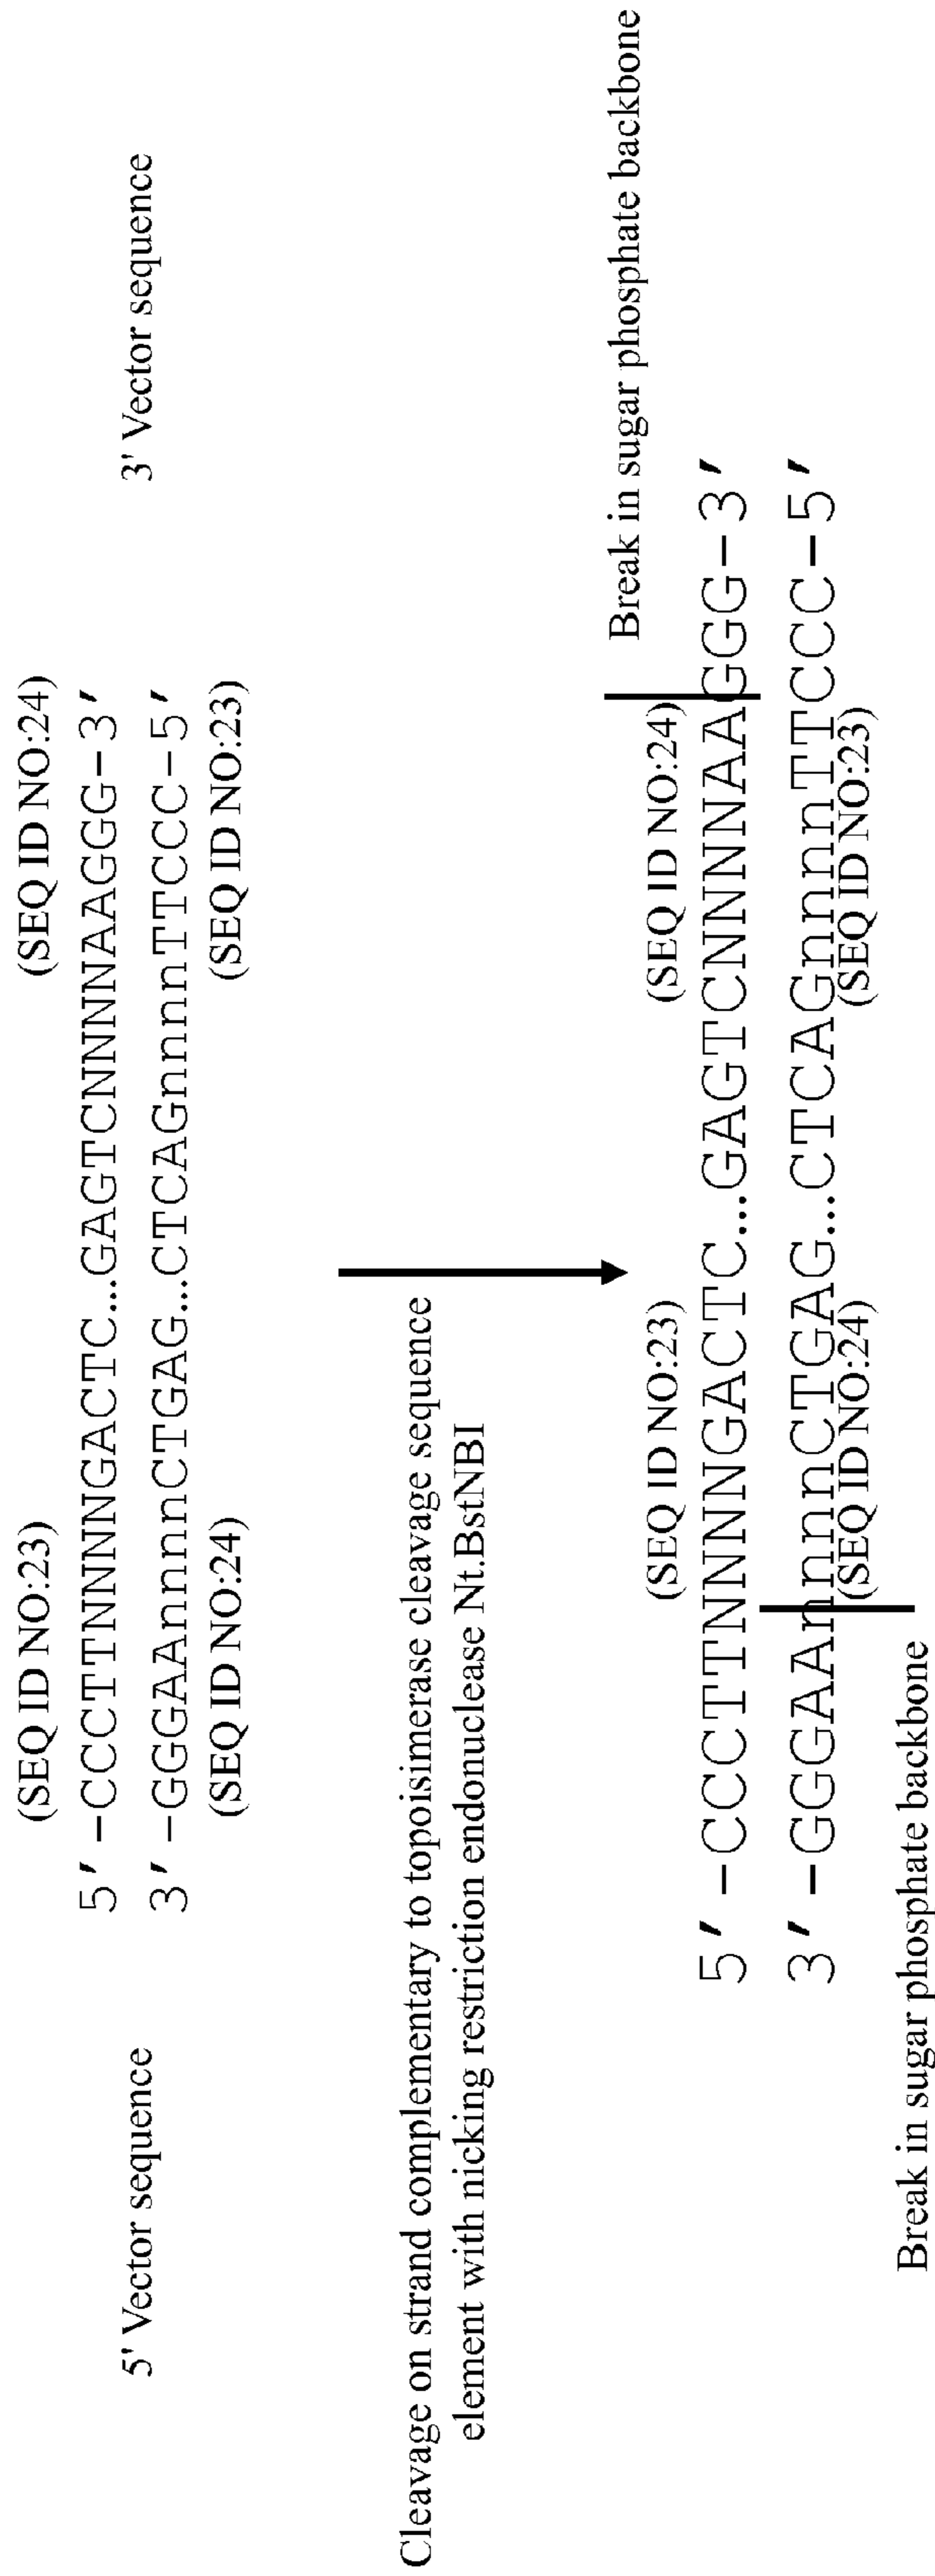 (SEQ ID NO:23) (SEQ ID NO:24)
5'-CCCTTNNNNGACTC...GAGTCNNNNAAGGG-3'
5' Vector sequence 3' Vector sequence
3'-GGGAAnnnnCTGAG...CTCAGnnnnTTCCC-5'
(SEQ ID NO:24) (SEQ ID NO:23)
Cleavage on strand complementary to topoisimerase cleavage sequence
element with nicking restriction endonuclease Nt.BstNBI
Break in sugar phosphate backbone
(SEQ ID NO:23) (SEQ ID NO:24)
5'-CCCTTNNNNGACTC...GAGTCNNNNAAGGG-3'
3'-GGGAAnnnnCTGAG...CTCAGnnnnTTCCC-5'
(SEQ ID NO:24) (SEQ ID NO:23)
Break in sugar phosphate backbone